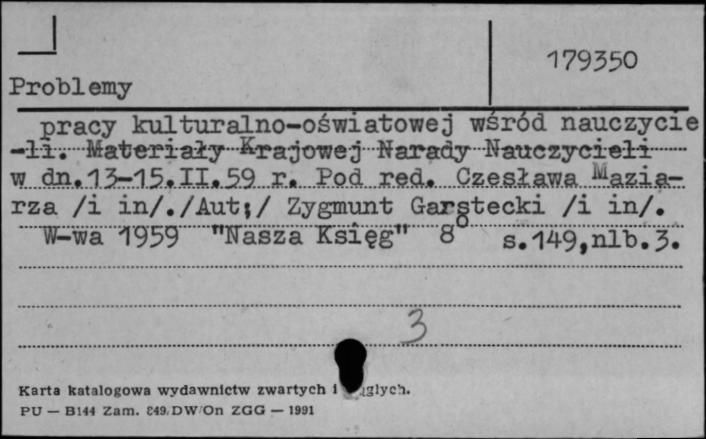 179350
Problemy
pracy kulturalno-oświatowej wśród nauczycie
-li. Materiały Krajowej Narady Nauczycieli
w dn.13-15.II.59 r. Pod red. Czesława Mazia-
rza /i in/./Aut;/ Zygmunt Garstecki /i in/.
W-wa 1959 "Nasza Księg" 8° s.149,nlb.3.
3
Karta katalogowa wydawnictw zwartych i
PU — B144 Zam. 849/DW/On ZGG — 1991